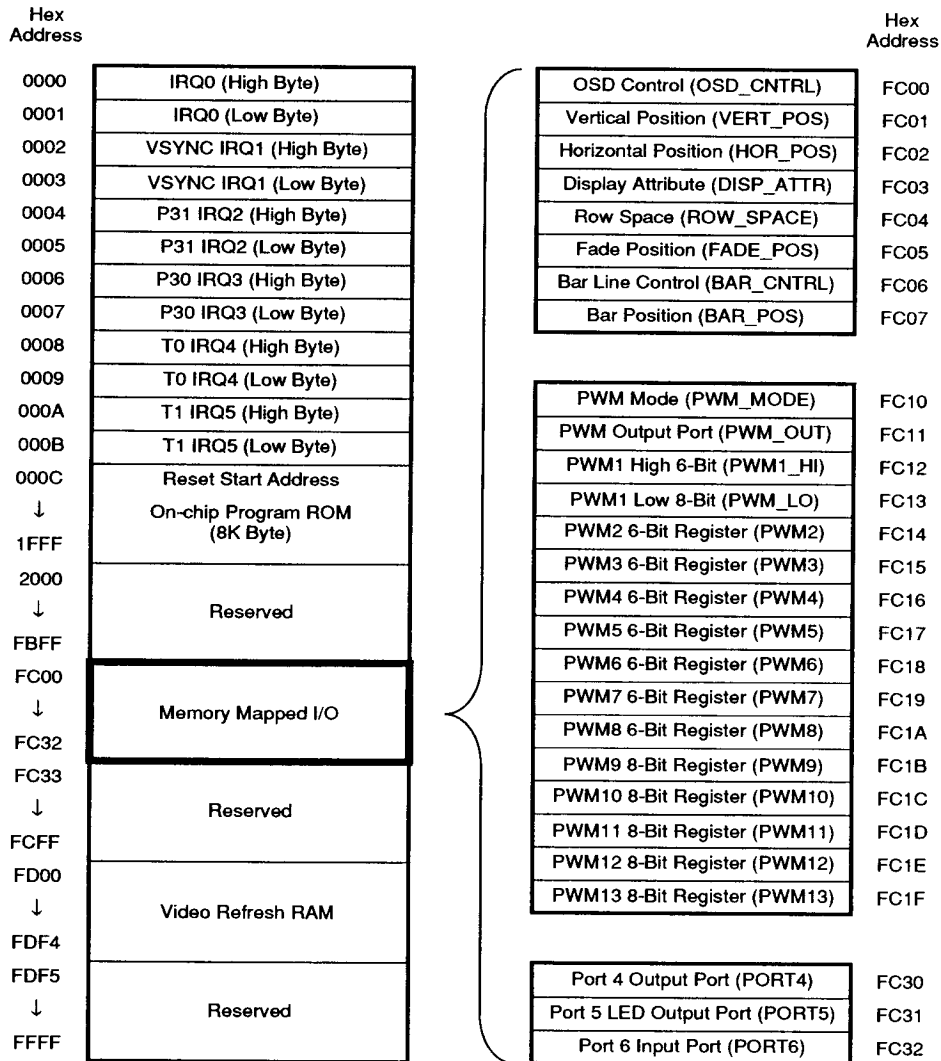 Hex
Address
0000 IRQ0 (High Byte)
0001 IRQ0 (Low Byte)
0002 VSYNC IRQ1 (High Byte)
0003 VSYNC IRQ1 (Low Byte)
0004 P31 IRQ2 (High Byte)
0005 P31 IRQ2 (Low Byte)
0006 P30 IRQ3 (High Byte)
0007 P30 IRQ3 (Low Byte)
0008 T0 IRQ4 (High Byte)
0009 T0 IRQ4 (Low Byte)
000A T1 IRQ5 (High Byte)
000B T1 IRQ5 (Low Byte)
000C Reset Start Address
↓ On-chip Program ROM
(8K Byte)
1FFF
2000
↓ Reserved
FBFF
FC00
↓ Memory Mapped I/O
FC32
FC33
↓ Reserved
FCFF
FD00
↓ Video Refresh RAM
FDF4
FDF5
↓ Reserved
FFFF
Hex
Address
OSD Control (OSD_CNTRL) FC00
Vertical Position (VERT_POS) FC01
Horizontal Position (HOR_POS) FC02
Display Attribute (DISP_ATTR) FC03
Row Space (ROW_SPACE) FC04
Fade Position (FADE_POS) FC05
Bar Line Control (BAR_CNTRL) FC06
Bar Position (BAR_POS) FC07
PWM Mode (PWM_MODE) FC10
PWM Output Port (PWM_OUT) FC11
PWM1 High 6-Bit (PWM1_HI) FC12
PWM1 Low 8-Bit (PWM_LO) FC13
PWM2 6-Bit Register (PWM2) FC14
PWM3 6-Bit Register (PWM3) FC15
PWM4 6-Bit Register (PWM4) FC16
PWM5 6-Bit Register (PWM5) FC17
PWM6 6-Bit Register (PWM6) FC18
PWM7 6-Bit Register (PWM7) FC19
PWM8 6-Bit Register (PWM8) FC1A
PWM9 8-Bit Register (PWM9) FC1B
PWM10 8-Bit Register (PWM10) FC1C
PWM11 8-Bit Register (PWM11) FC1D
PWM12 8-Bit Register (PWM12) FC1E
PWM13 8-Bit Register (PWM13) FC1F
Port 4 Output Port (PORT4) FC30
Port 5 LED Output Port (PORT5) FC31
Port 6 Input Port (PORT6) FC32